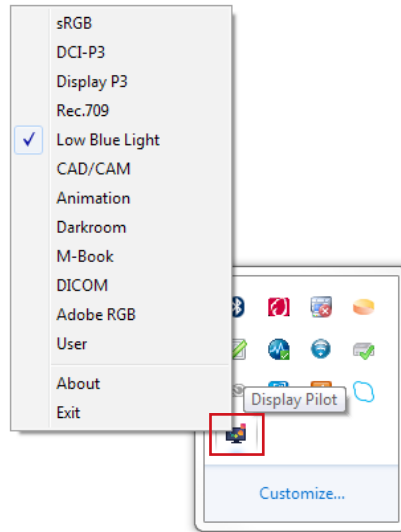 sRGB
DCI-P3
Display P3
Rec.709
Low Blue Light
CAD/CAM
Animation
Darkroom
M-Book
DICOM
Adobe RGB
User
About
Exit
Display Pilot
Customize...